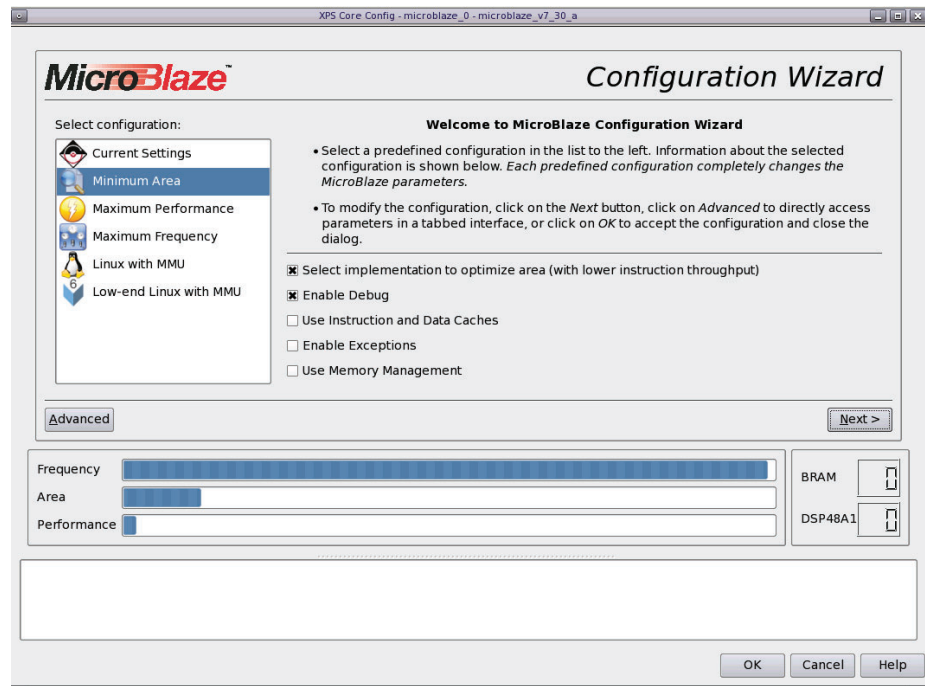 XPS Core Config - microblaze_0 - microblaze_v7_30_a
MicroBlaze™
Configuration Wizard
Select configuration:
Current Settings
Minimum Area
Maximum Performance
Maximum Frequency
Linux with MMU
6
Low-end Linux with MMU
Welcome to MicroBlaze Configuration Wizard
• Select a predefined configuration in the list to the left. Information about the selected
configuration is shown below. Each predefined configuration completely changes the
MicroBlaze parameters.
• To modify the configuration, click on the Next button, click on Advanced to directly access
parameters in a tabbed interface, or click on OK to accept the configuration and close the
dialog.
Select implementation to optimize area (with lower instruction throughput)
Enable Debug
Use Instruction and Data Caches
Enable Exceptions
Use Memory Management
Advanced
Next >
Frequency
Area
Performance
BRAM 0
DSP48A1 0
OK
Cancel
Help